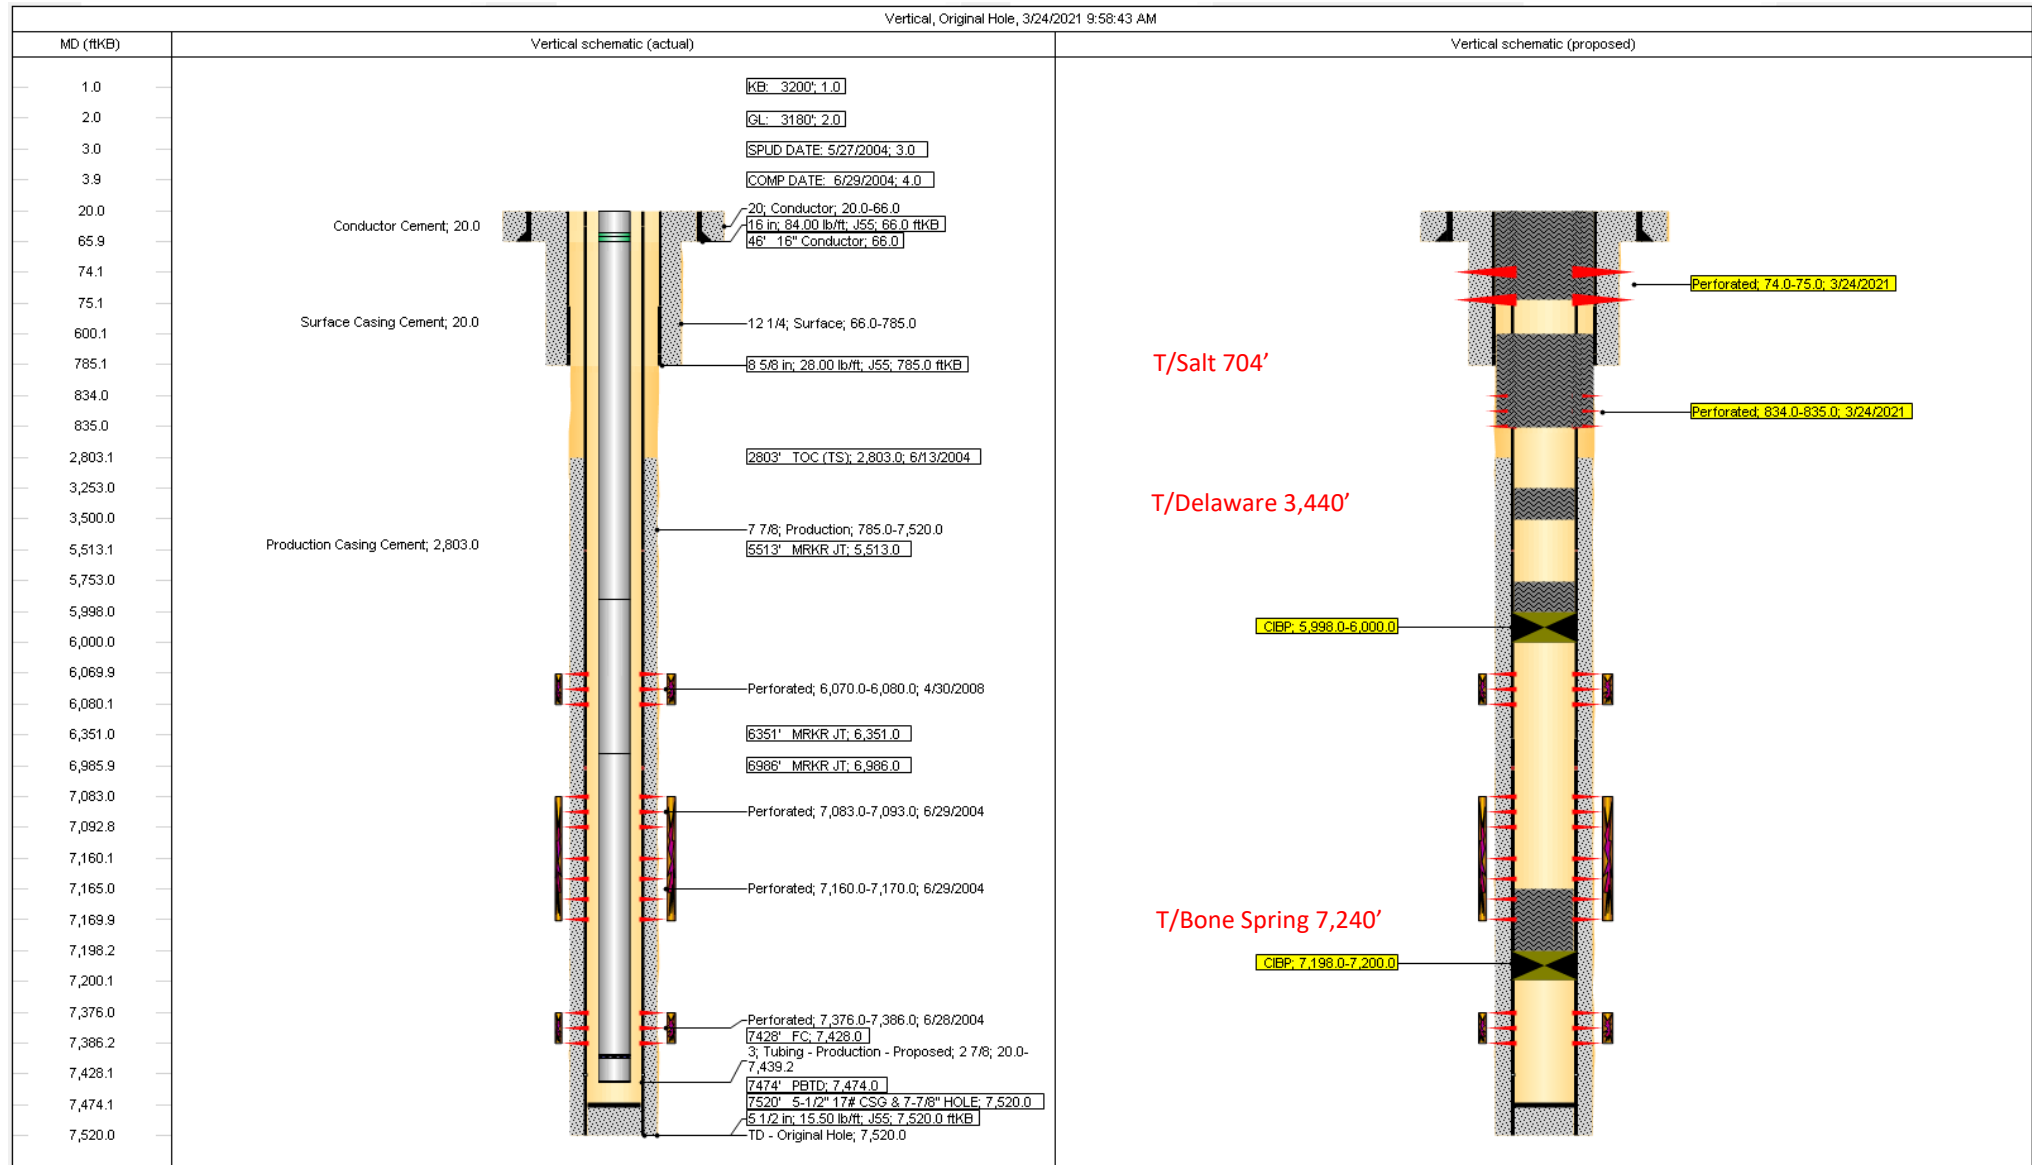 Vertical, Original Hole, 3/24/2021 9:58:43 AM
MD (ftKB)
Vertical schematic (actual)
Vertical schematic (proposed)
1.0
2.0
3.0
3.9
20.0
65.9
74.1
75.1
600.1
785.1
834.0
835.0
2,803.1
3,253.0
3,500.0
5,513.1
5,753.0
5,998.0
6,000.0
6,069.9
6,080.1
6,351.0
6,985.9
7,083.0
7,092.8
7,160.1
7,165.0
7,169.9
7,198.2
7,200.1
7,376.0
7,386.2
7,428.1
7,474.1
7,520.0
Conductor Cement; 20.0
Surface Casing Cement; 20.0
Production Casing Cement; 2,803.0
KB: 3200'; 1.0
GL: 3180'; 2.0
SPUD DATE: 5/27/2004; 3.0
COMP DATE: 6/29/2004; 4.0
20; Conductor; 20.0-66.0
16 in; 84.00 lb/ft; J55; 66.0 ftKB
46' 16" Conductor; 66.0
12 1/4; Surface; 66.0-785.0
8 5/8 in; 28.00 lb/ft; J55; 785.0 ftKB
2803' TOC (TS); 2,803.0; 6/13/2004
7 7/8; Production; 785.0-7,520.0
5513' MRKR JT; 5,513.0
Perforated; 6,070.0-6,080.0; 4/30/2008
6351' MRKR JT; 6,351.0
6986' MRKR JT; 6,986.0
Perforated; 7,083.0-7,093.0; 6/29/2004
Perforated; 7,160.0-7,170.0; 6/29/2004
Perforated; 7,376.0-7,386.0; 6/28/2004
7428' FC; 7,428.0
3; Tubing - Production - Proposed; 2 7/8; 20.0-
7,439.2
7474' PBTD; 7,474.0
7520' 5-1/2" 17# CSG & 7-7/8" HOLE; 7,520.0
5 1/2 in; 15.50 lb/ft; J55; 7,520.0 ftKB
TD - Original Hole; 7,520.0
Perforated; 74.0-75.0; 3/24/2021
T/Salt 704’
Perforated; 834.0-835.0; 3/24/2021
T/Delaware 3,440’
CIBP; 5,998.0-6,000.0
T/Bone Spring 7,240’
CIBP; 7,198.0-7,200.0